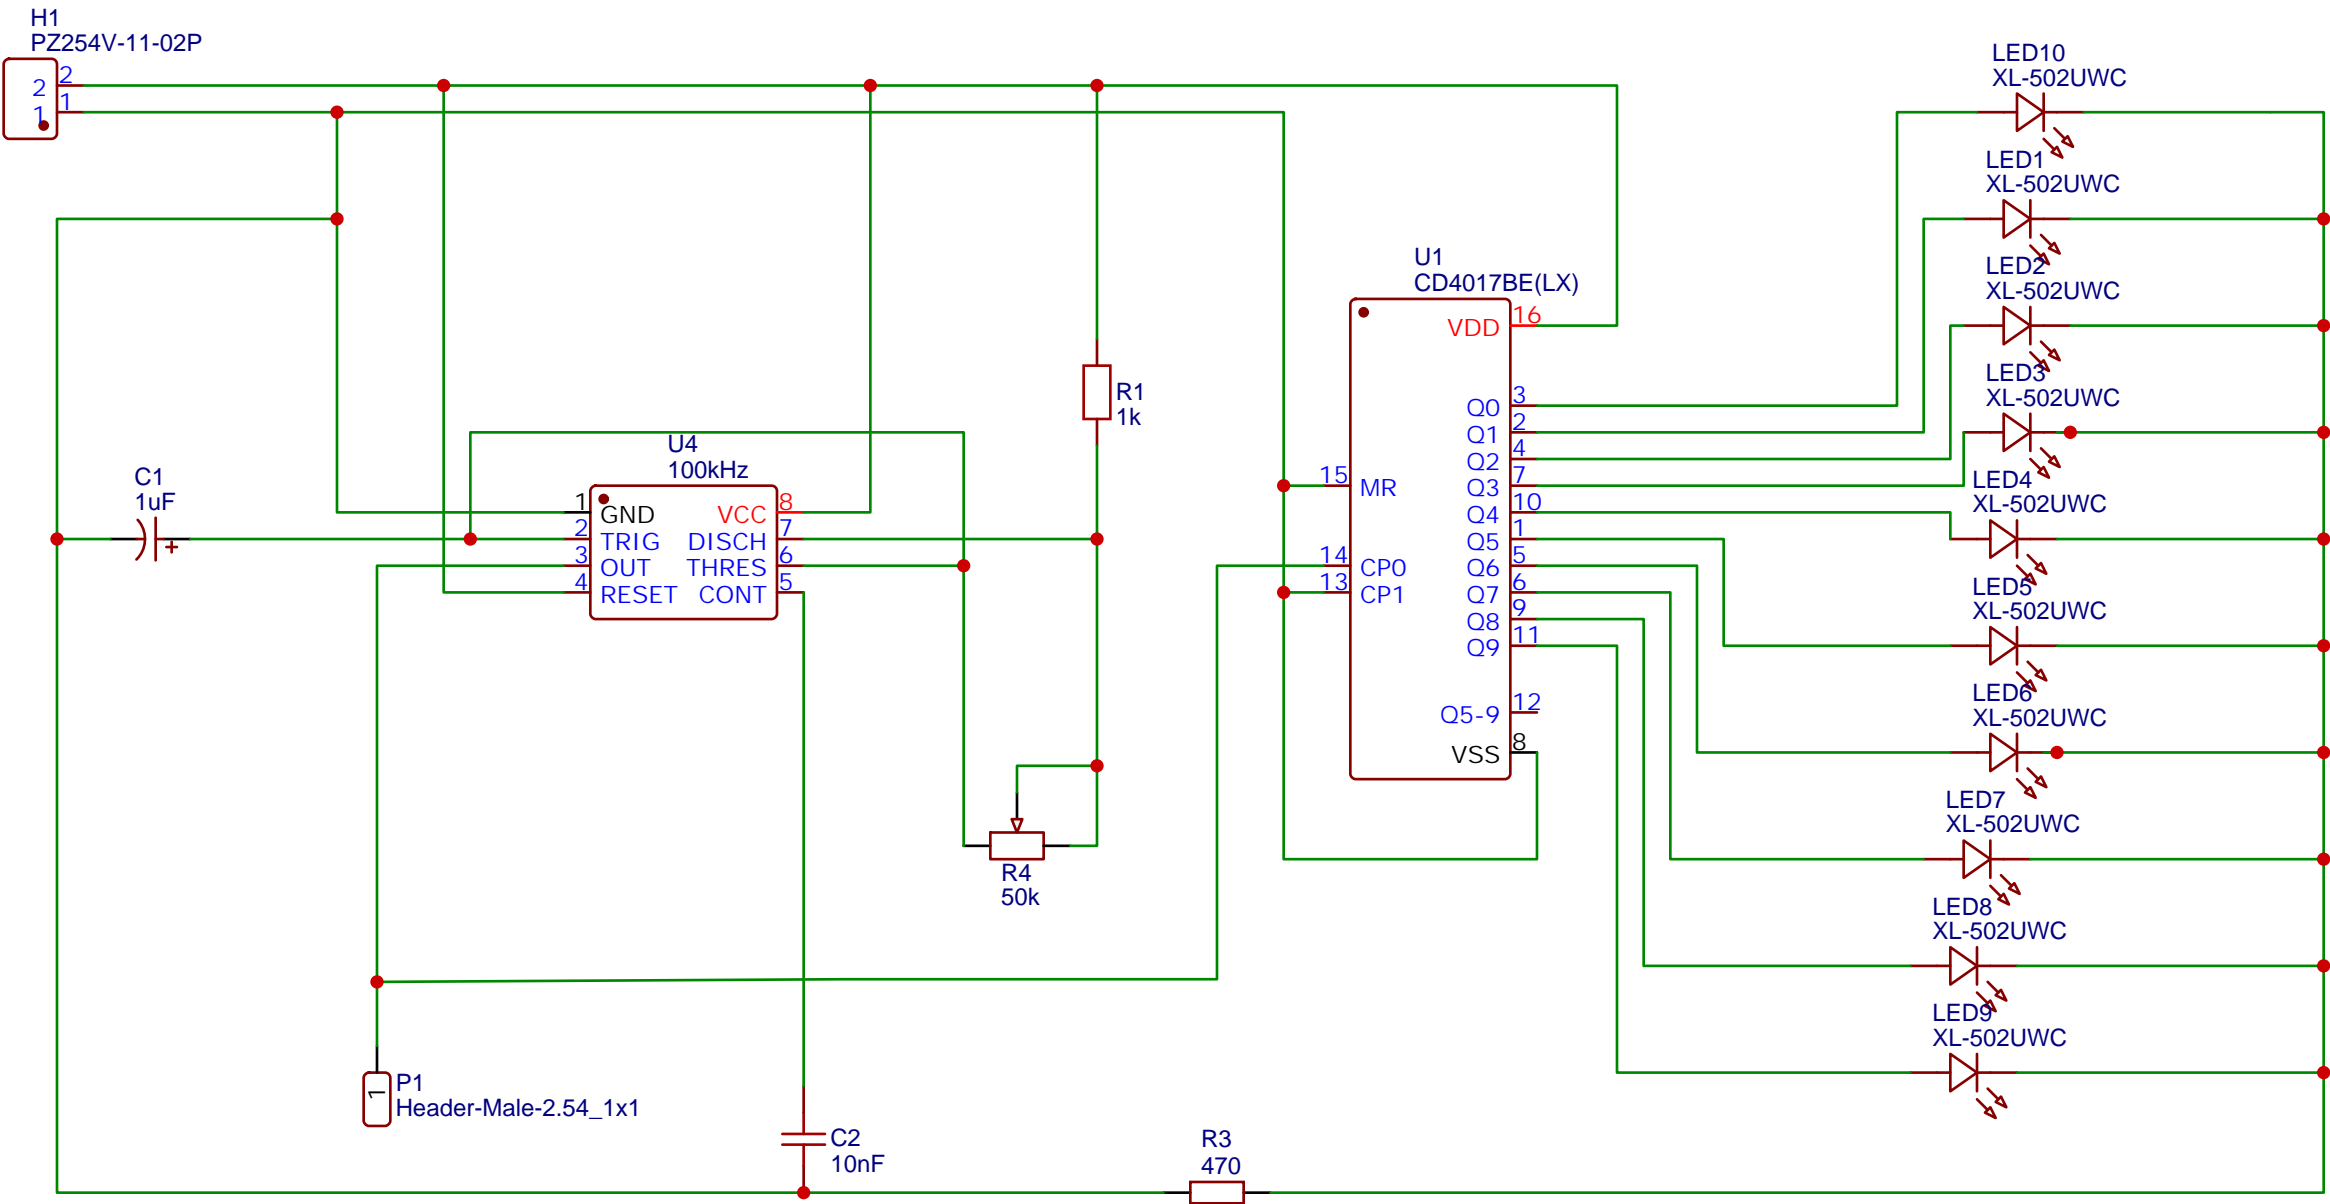 H1
PZ254V-11-02P
2
2
1
1
C1
1uF
U4
100kHz
1
GND
2
TRIG
3
OUT
4
RESET
VCC
8
DISCH
7
THRES
6
CONT
5
R1
1k
R4
50k
P1
Header-Male-2.54_1x1
1
C2
10nF
R3
470
U1
CD4017BE(LX)
15
MR
14
CP0
13
CP1
VDD
16
Q0
3
Q1
2
Q2
4
Q3
7
Q4
10
Q5
1
Q6
5
Q7
6
Q8
9
Q9
11
Q5-9
12
VSS
8
LED10
XL-502UWC
LED1
XL-502UWC
LED2
XL-502UWC
LED3
XL-502UWC
LED4
XL-502UWC
LED5
XL-502UWC
LED6
XL-502UWC
LED7
XL-502UWC
LED8
XL-502UWC
LED9
XL-502UWC